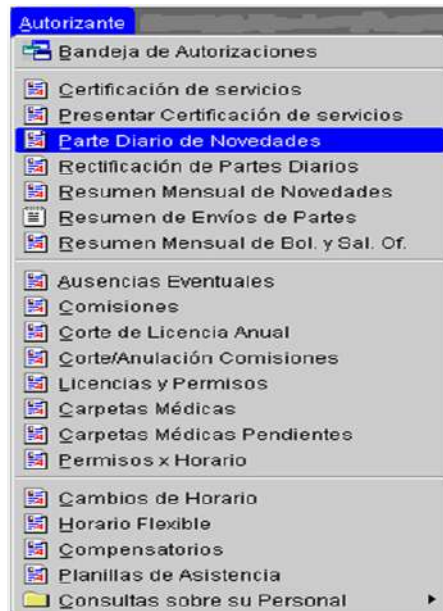 Autorizante
Bandeja de Autorizaciones
Certificación de servicios
Presentar Certificación de servicios
Parte Diario de Novedades
Rectificación de Partes Diarios
Resumen Mensual de Novedades
Resumen de Envíos de Partes
Resumen Mensual de Bol. y Sal. Of.
Ausencias Eventuales
Comisiones
Corte de Licencia Anual
Corte/Anulación Comisiones
Licencias y Permisos
Carpetas Médicas
Carpetas Médicas Pendientes
Permisos x Horario
Cambios de Horario
Horario Flexible
Compensatorios
Planillas de Asistencia
Consultas sobre su Personal